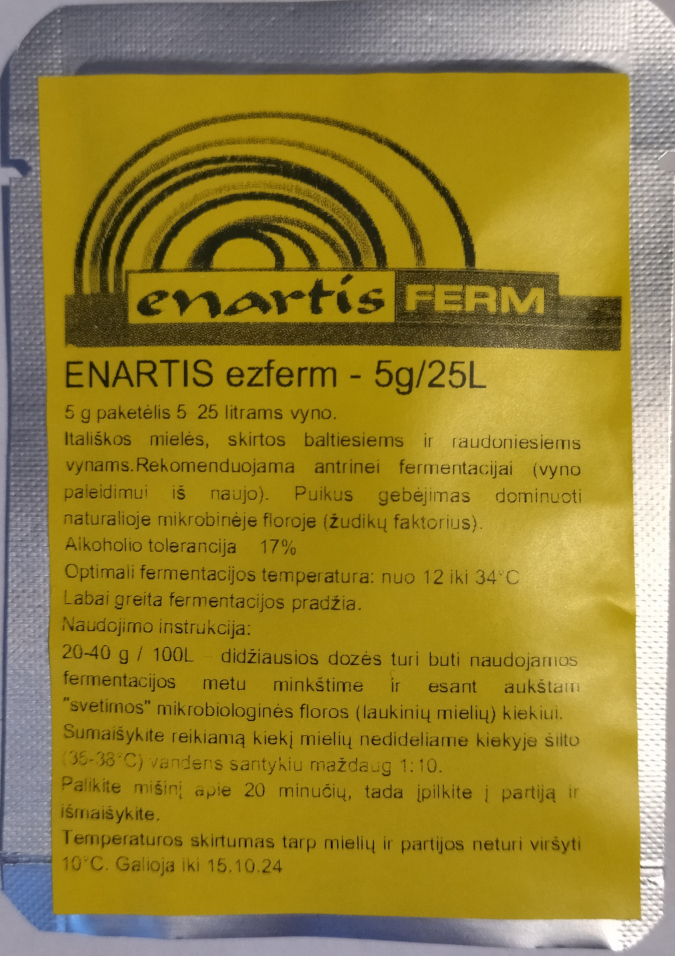 enartis FERM
ENARTIS ezferm - 5g/25L
5 g paketėlis 5 25 litrams vyno.
Itališkos mielės, skirtos baltiesiems ir raudoniesiems
vynams.Rekomenduojama antrinei fermentacijai (vyno
paleidimui iš naujo). Puikus gebėjimas dominuoti
naturalioje mikrobinėje floroje (žudikų faktorius).
Alkoholio tolerancija 17%
Optimali fermentacijos temperatura: nuo 12 iki 34°C
Labai greita fermentacijos pradžia.
Naudojimo instrukcija:
20-40 g / 100L - didžiausios dozės turi buti naudojamos
fermentacijos metu minkštime ir esant aukštam
"svetimos" mikrobiologinės floros (laukinių mielių) kiekiui.
Sumaišykite reikiamą kiekį mielių nedideliame kiekyje šilto
(35-38°C) vandens santykiu maždaug 1:10.
Palikite mišinį apie 20 minučių, tada įpilkite į partiją ir
išmaišykite.
Temperaturos skirtumas tarp mielių ir partijos neturi viršyti
10°C. Galioja iki 15.10.24